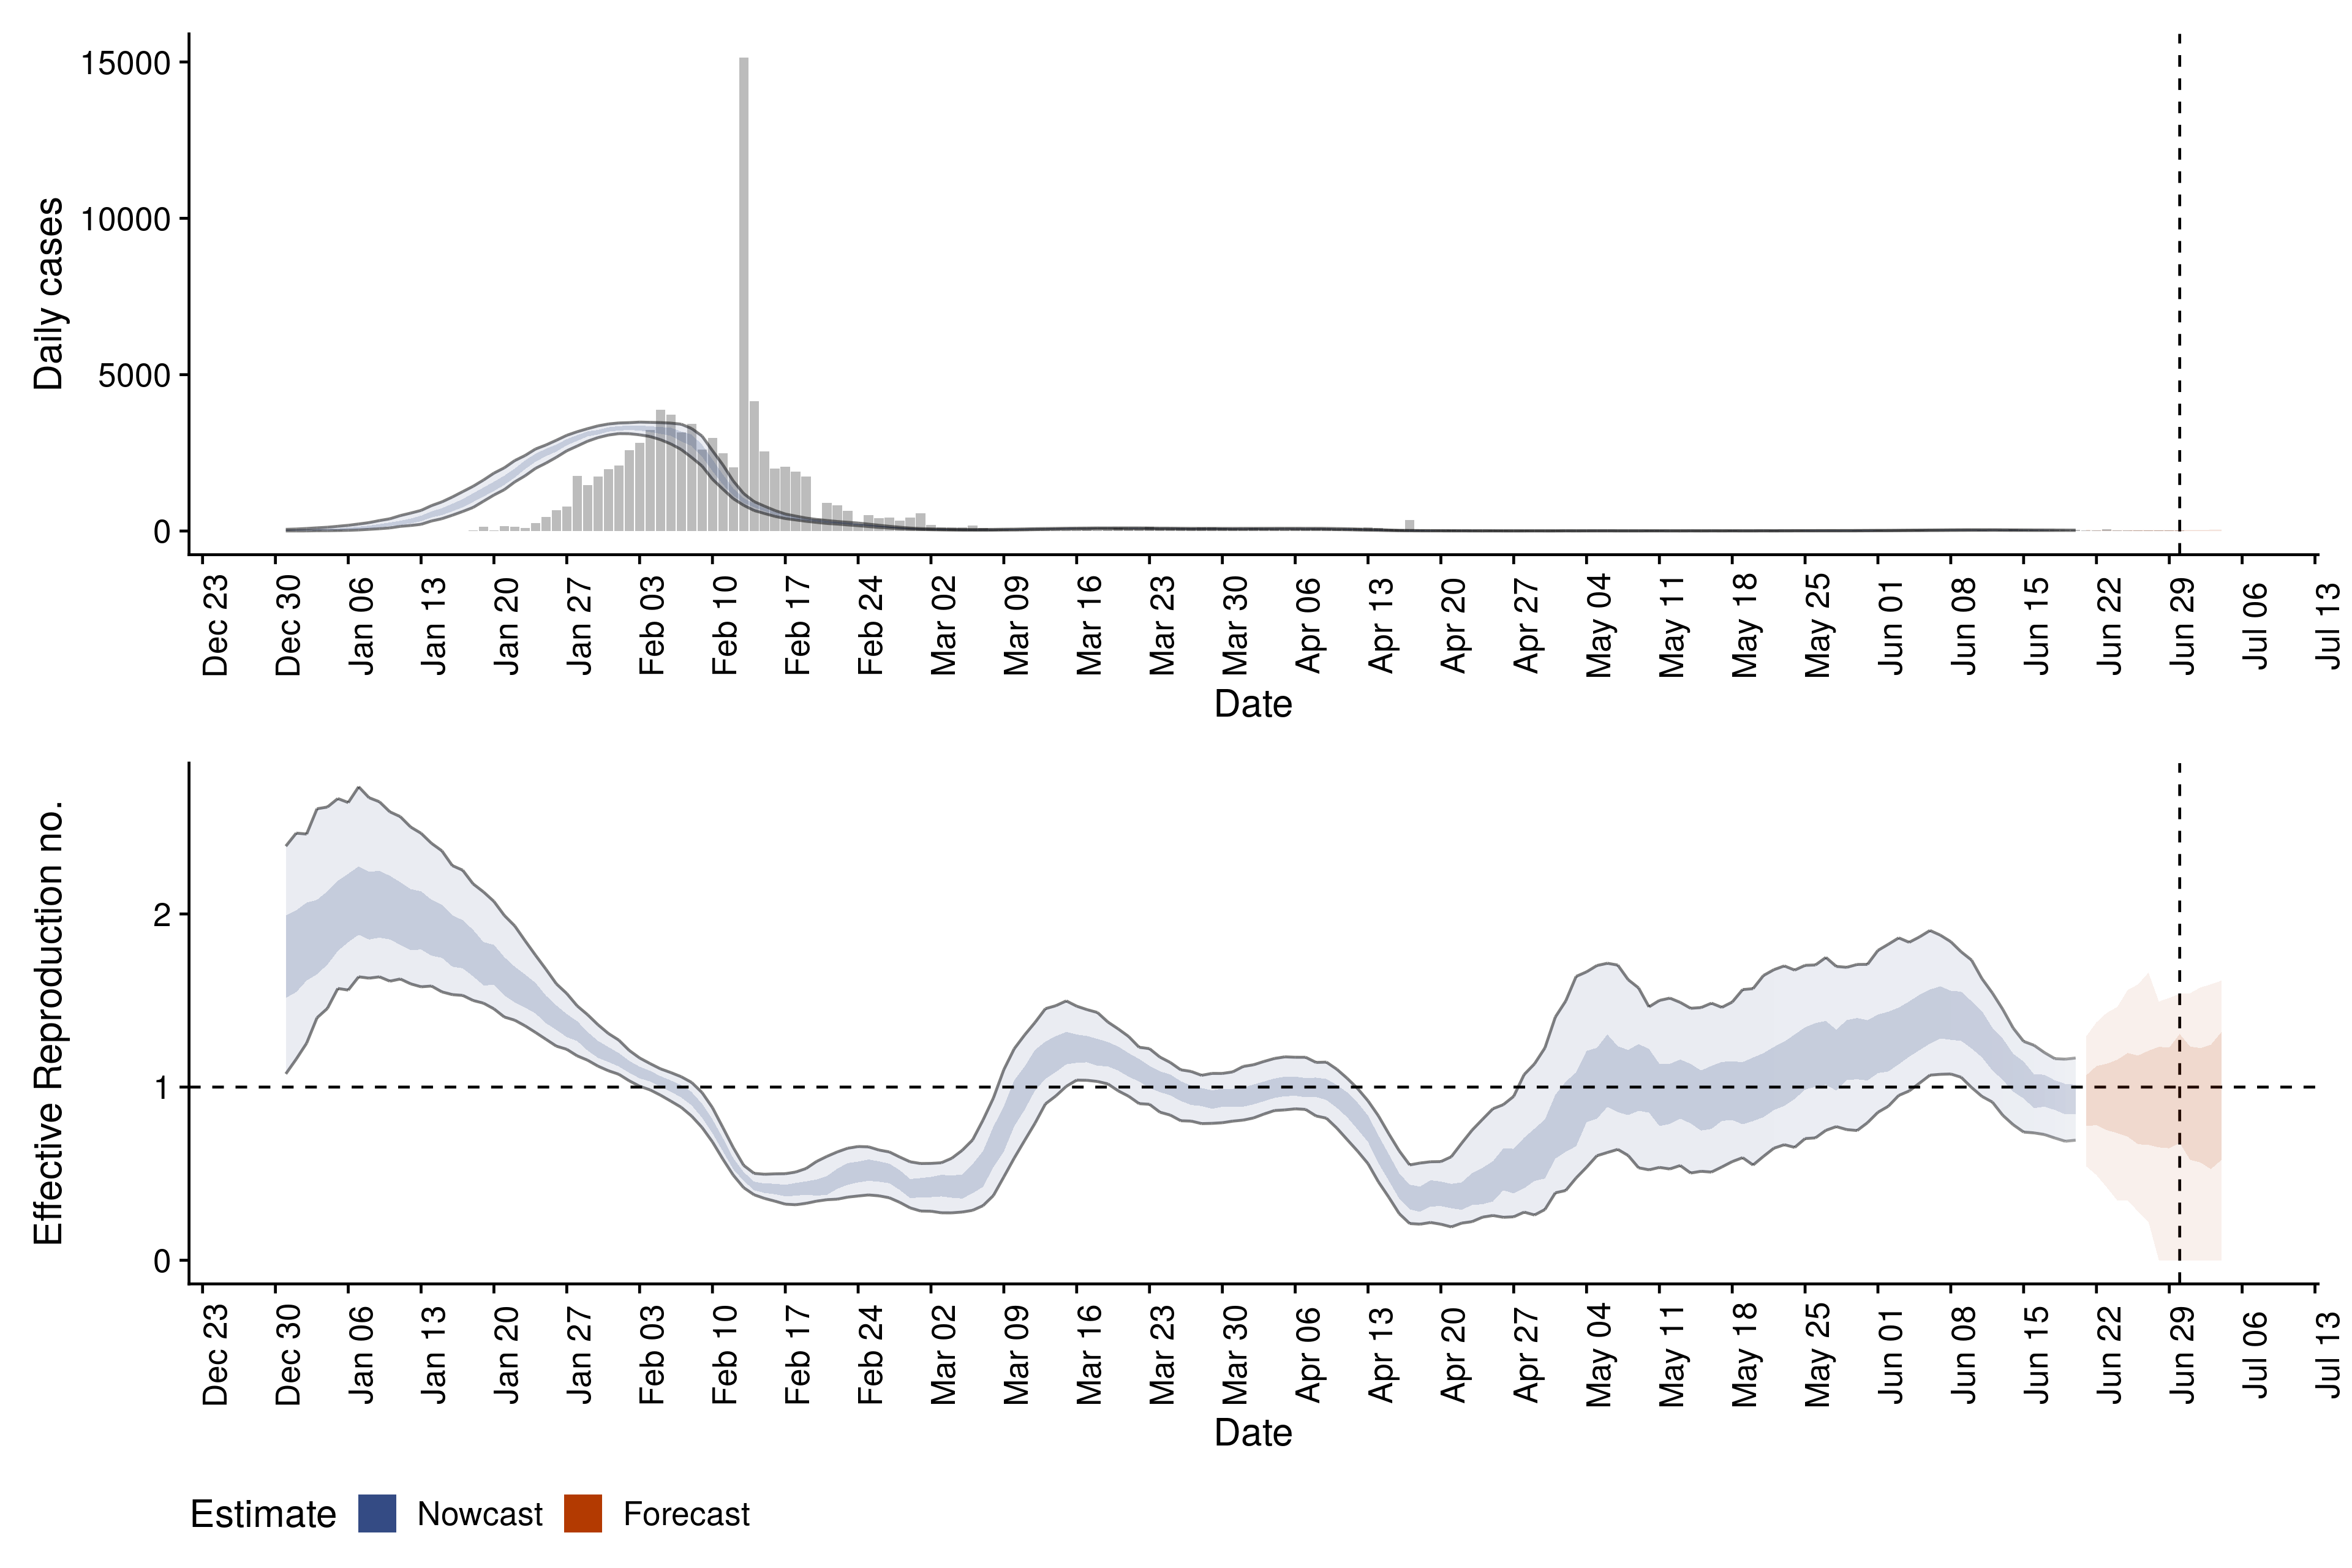 Daily cases
15000
10000
5000
0
Dec 23
Dec 30
Jan 06
Jan 13
Jan 20
Jan 27
Feb 03
Feb 10
Feb 17
Feb 24
Mar 02
Mar 09
Mar 16
Mar 23
Mar 30
Apr 06
Apr 13
Apr 20
Apr 27
May 04
May 11
May 18
May 25
Jun 01
Jun 08
Jun 15
Jun 22
Jun 29
Jul 06
Jul 13
Date
Effective Reproduction no.
2
1
0
Dec 23
Dec 30
Jan 06
Jan 13
Jan 20
Jan 27
Feb 03
Feb 10
Feb 17
Feb 24
Mar 02
Mar 09
Mar 16
Mar 23
Mar 30
Apr 06
Apr 13
Apr 20
Apr 27
May 04
May 11
May 18
May 25
Jun 01
Jun 08
Jun 15
Jun 22
Jun 29
Jul 06
Jul 13
Date
Estimate Nowcast Forecast